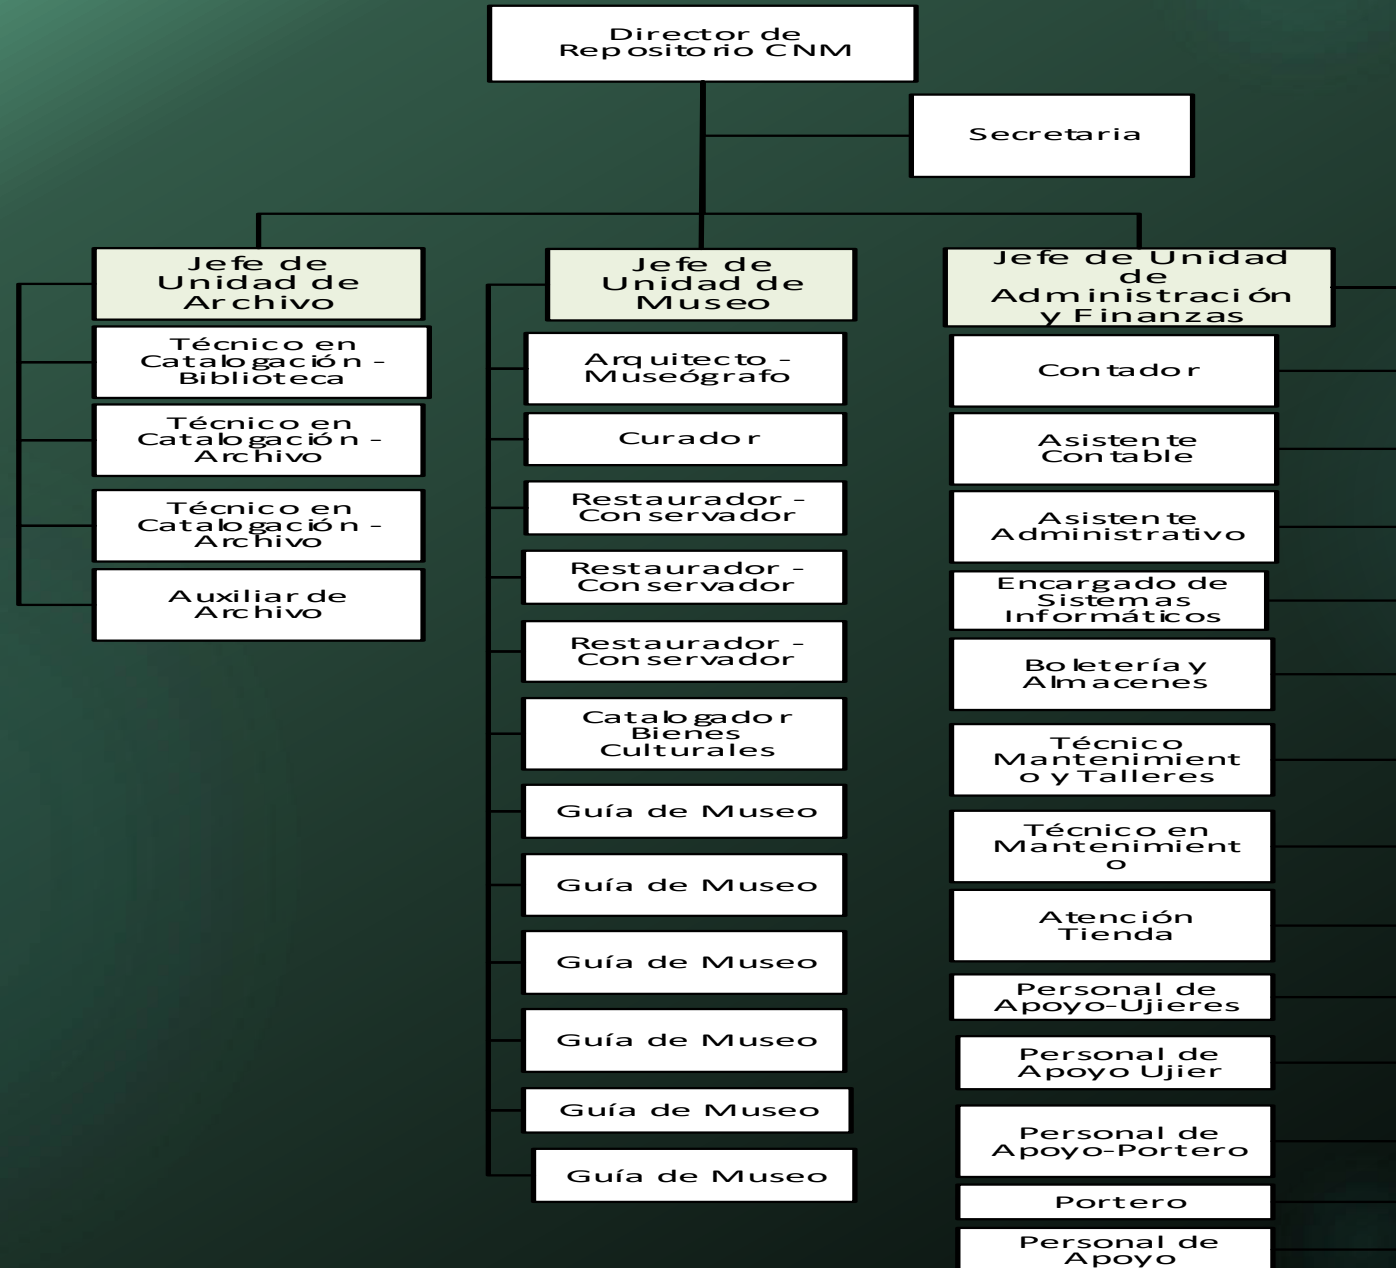 Director de
Repositorio CNM
Secretaria
Jefe de
Unidad de
Archivo
Técnico en
Catalogación -
Biblioteca
Técnico en
Catalogación -
Archivo
Técnico en
Catalogación -
Archivo
Auxiliar de
Archivo
Jefe de
Unidad de
Museo
Arquitecto -
Museógrafo
Curador
Restaurador -
Conservador
Restaurador -
Conservador
Restaurador -
Conservador
Catalogador
Bienes
Culturales
Guía de Museo
Guía de Museo
Guía de Museo
Guía de Museo
Guía de Museo
Guía de Museo
Jefe de Unidad
de
Administración
y Finanzas
Contador
Asistente
Contable
Asistente
Administrativo
Encargado de
Sistemas
Informáticos
Boletería y
Almacenes
Técnico
Mantenimient
o y Talleres
Técnico en
Mantenimient
o
Atención
Tienda
Personal de
Apoyo-Ujieres
Personal de
Apoyo Ujier
Personal de
Apoyo-Portero
Portero
Personal de
Apoyo